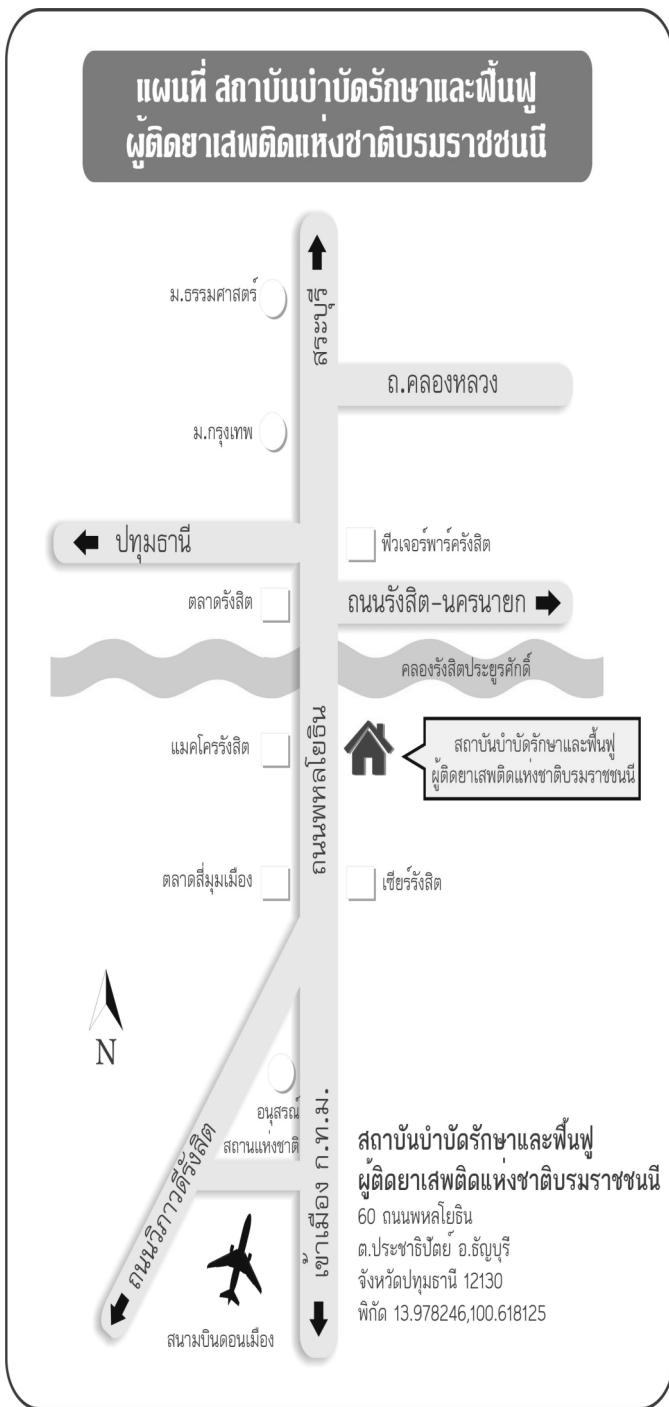 แผนที่ สถาบันบำบัดรักษาและฟื้นฟู
ผู้ติดยาเสพติดแห่งชาติบรมราชชนนี
ม.ธรรมศาสตร์
สระบุรี
ถ.คลองหลวง
ม.กรุงเทพ
ปทุมธานี
ฟิวเจอร์พาร์ครังสิต
ตลาดรังสิต
ถนนรังสิต-นครนายก
คลองรังสิตประยูรศักดิ์
แมคโครรังสิต
ถนนพหลโยธิน
สถาบันบำบัดรักษาและฟื้นฟู
ผู้ติดยาเสพติดแห่งชาติบรมราชชนนี
ตลาดสี่มุมเมือง
เซียร์รังสิต
N
อนุสรณ์
สถานแห่งชาติ
ถนนวิภาวดีรังสิต
เข้าเมือง ก.ท.ม.
สนามบินดอนเมือง
สถาบันบำบัดรักษาและฟื้นฟู
ผู้ติดยาเสพติดแห่งชาติบรมราชชนนี
60 ถนนพหลโยธิน
ต.ประชาธิปัตย์ อ.ธัญบุรี
จังหวัดปทุมธานี 12130
พิกัด 13.978246,100.618125